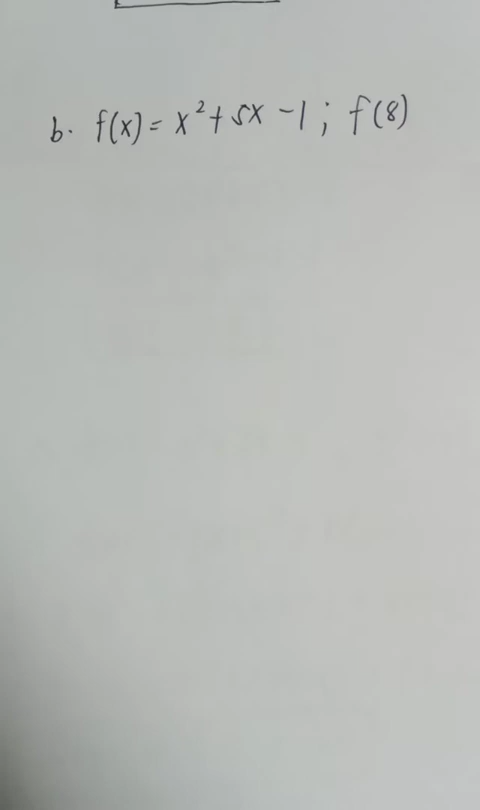 b. f(x) = x² + 5x - 1 ; f(8)